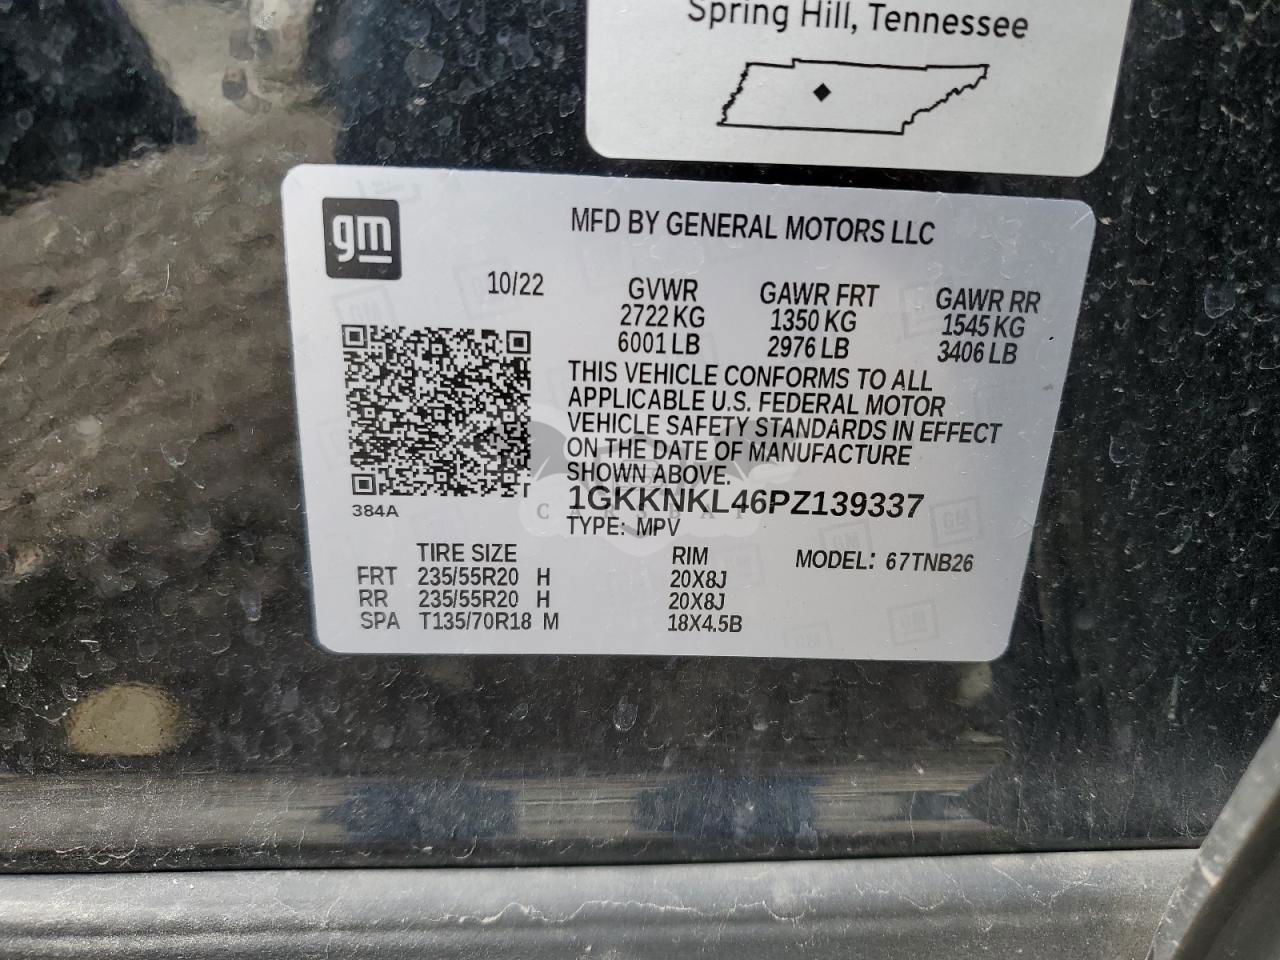 Spring Hill, Tennessee
gm
MFD BY GENERAL MOTORS LLC
10/22
GVWR GAWR FRT GAWR RR
2722 KG 1350 KG 1545 KG
6001 LB 2976 LB 3406 LB
THIS VEHICLE CONFORMS TO ALL
APPLICABLE U.S. FEDERAL MOTOR
VEHICLE SAFETY STANDARDS IN EFFECT
ON THE DATE OF MANUFACTURE
SHOWN ABOVE.
384A
1GKKNKL46PZ139337
TYPE: MPV
TIRE SIZE RIM MODEL: 67TNB26
FRT 235/55R20 H 20X8J
RR 235/55R20 H 20X8J
SPA T135/70R18 M 18X4.5B